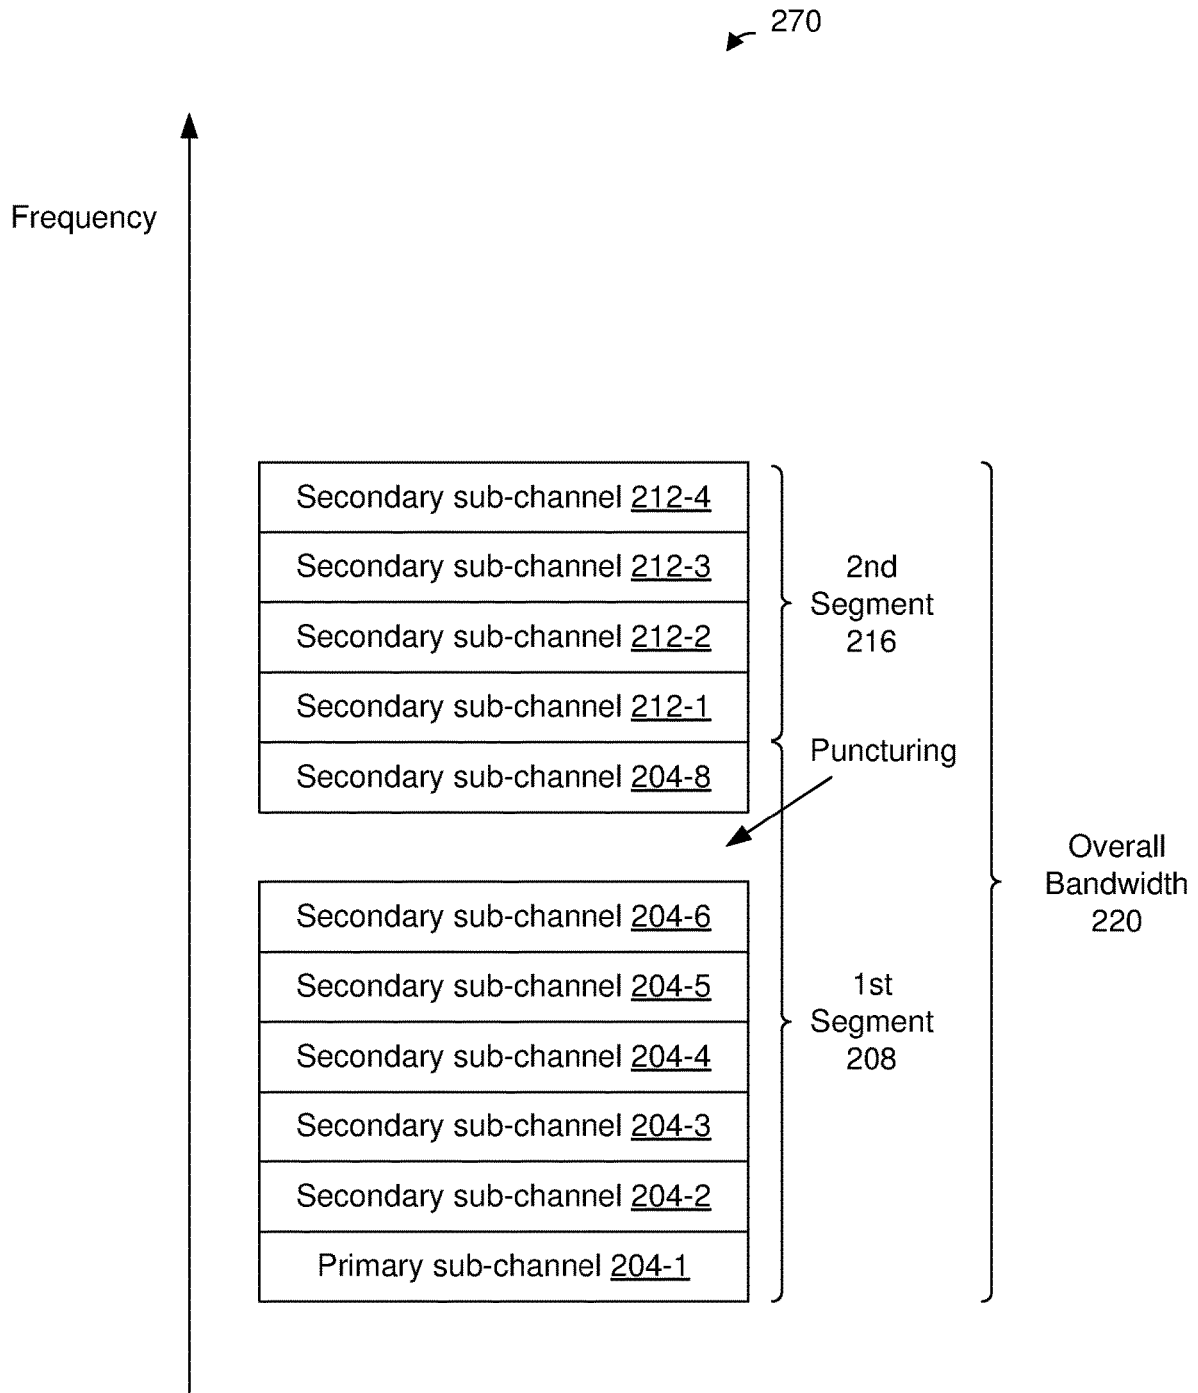 270
Frequency
Secondary sub-channel 212-4
Secondary sub-channel 212-3
Secondary sub-channel 212-2
Secondary sub-channel 212-1
Secondary sub-channel 204-8
2nd
Segment
216
Puncturing
Secondary sub-channel 204-6
Secondary sub-channel 204-5
Secondary sub-channel 204-4
Secondary sub-channel 204-3
Secondary sub-channel 204-2
Primary sub-channel 204-1
1st
Segment
208
Overall
Bandwidth
220